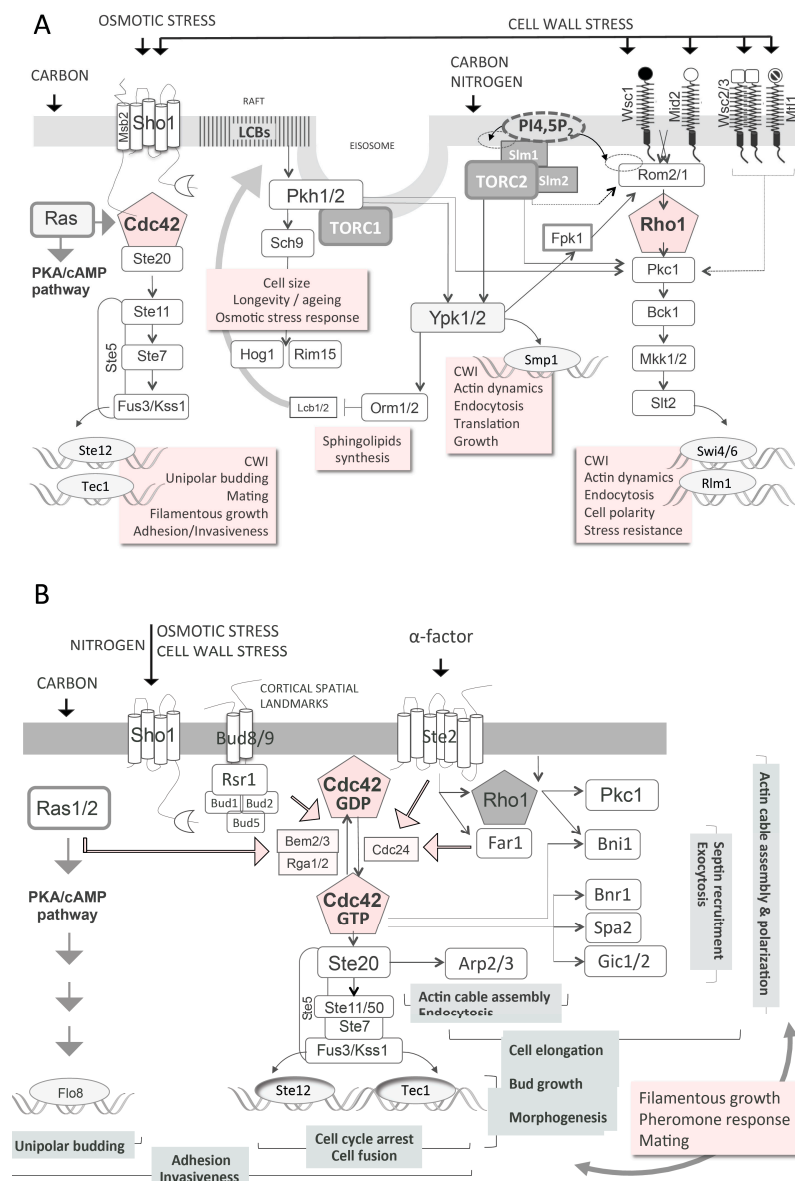 A
OSMOTIC STRESS
CELL WALL STRESS
CARBON
CARBON
NITROGEN
Msb2
Sho1
RAFT
LCBs
EISOSOME
PI4,5P2
Slm1
Slm2
TORC2
Wsc1
Mid2
Wsc2/3
Mtl1
Rom2/1
Pkh1/2
TORC1
Ras
Cdc42
Rho1
PKA/cAMP
pathway
Ste20
Sch9
Fpk1
Pkc1
Cell size
Longevity / ageing
Osmotic stress response
Ste11
Ste5
Ste7
Fus3/Kss1
Hog1
Rim15
Ypk1/2
Bck1
Mkk1/2
Slt2
Smp1
CWI
Actin dynamics
Endocytosis
Translation
Growth
Lcb1/2
Orm1/2
Sphingolipids
synthesis
Ste12
Tec1
CWI
Unipolar budding
Mating
Filamentous growth
Adhesion/Invasiveness
CWI
Actin dynamics
Endocytosis
Cell polarity
Stress resistance
Swi4/6
Rlm1
B
NITROGEN
OSMOTIC STRESS
CELL WALL STRESS
α-factor
CARBON
CORTICAL SPATIAL
LANDMARKS
Sho1
Bud8/9
Ste2
Rsr1
Bud1
Bud2
Bud5
Cdc42
GDP
Rho1
Pkc1
Ras1/2
Bem2/3
Rga1/2
Cdc24
Far1
Bni1
PKA/cAMP
pathway
Cdc42
GTP
Bnr1
Spa2
Gic1/2
Septin recruitment
Exocytosis
Actin cable assembly & polarization
Ste20
Arp2/3
Ste5
Ste11/50
Ste7
Fus3/Kss1
Actin cable assembly
Endocytosis
Cell elongation
Bud growth
Morphogenesis
Flo8
Ste12
Tec1
Filamentous growth
Pheromone response
Mating
Unipolar budding
Cell cycle arrest
Cell fusion
Adhesion
Invasiveness